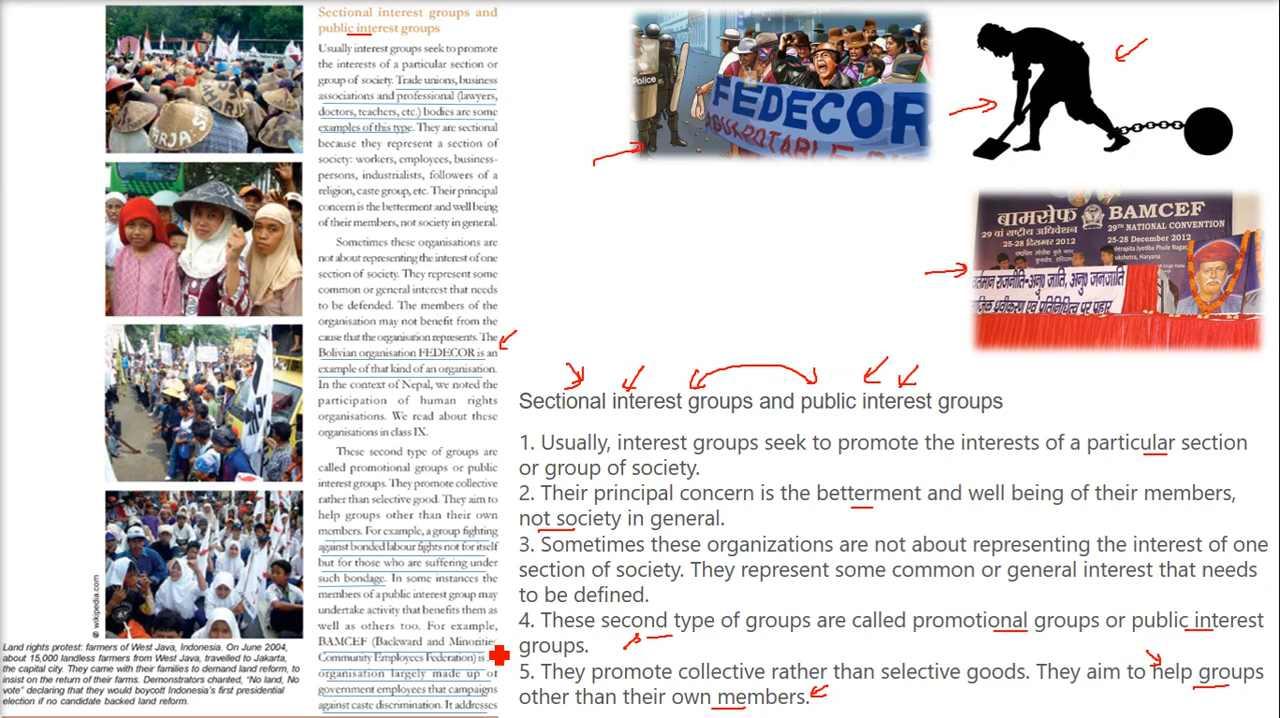 Sectional interest groups and
public interest groups
Usually interest groups seek to promote
the interests of a particular section or
group of society. Trade unions, business
associations and professional (lawyers,
doctors, teachers, etc.) bodies are some
examples of this type. They are sectional
because they represent a section of
society: workers, employees, business-
persons, industrialists, followers of a
religion, caste group, etc. Their principal
concern is the betterment and well being
of their members, not society in general.
Sometimes these organisations are
not about representing the interest of one
section of society. They represent some
common or general interest that needs
to be defended. The members of the
organisation may not benefit from the
cause that the organisation represents. The
Bolivian organisation FEDECOR is an
example of that kind of an organisation.
In the context of Nepal, we noted the
participation of human rights
organisations. We read about these
organisations in class IX.
These second type of groups are
called promotional groups or public
interest groups. They promote collective
rather than selective good. They aim to
help groups other than their own
members. For example, a group fighting
against bonded labour fights not for itself
but for those who are suffering under
such bondage. In some instances the
members of a public interest group may
undertake activity that benefits them as
well as others too. For example,
BAMCEF (Backward and Minorities
Community Employees Federation) is
organisation largely made up of
government employees that campaigns
against caste discrimination. It addresses
© wikipedia.com
Land rights protest: farmers of West Java, Indonesia. On June 2004,
about 15,000 landless farmers from West Java, travelled to Jakarta,
the capital city. They came with their families to demand land reform, to
insist on the return of their farms. Demonstrators chanted, “No land, No
vote” declaring that they would boycott Indonesia's first presidential
election if no candidate backed land reform.
Police
FEDECOR
बामसेफ BAMCEF
29 वां राष्ट्रीय अधिवेशन 29TH NATIONAL CONVENTION
25-28 दिसम्बर 2012 25-28 December 2012
Jyotiba Phule Nagar,
Haryana
राजनीति-अनु० जाति, अनु० जनजाति
एवं प्रतिनिधित्व पर प्रहार
Sectional interest groups and public interest groups
1. Usually, interest groups seek to promote the interests of a particular section
or group of society.
2. Their principal concern is the betterment and well being of their members,
not society in general.
3. Sometimes these organizations are not about representing the interest of one
section of society. They represent some common or general interest that needs
to be defined.
4. These second type of groups are called promotional groups or public interest
groups.
5. They promote collective rather than selective goods. They aim to help groups
other than their own members.